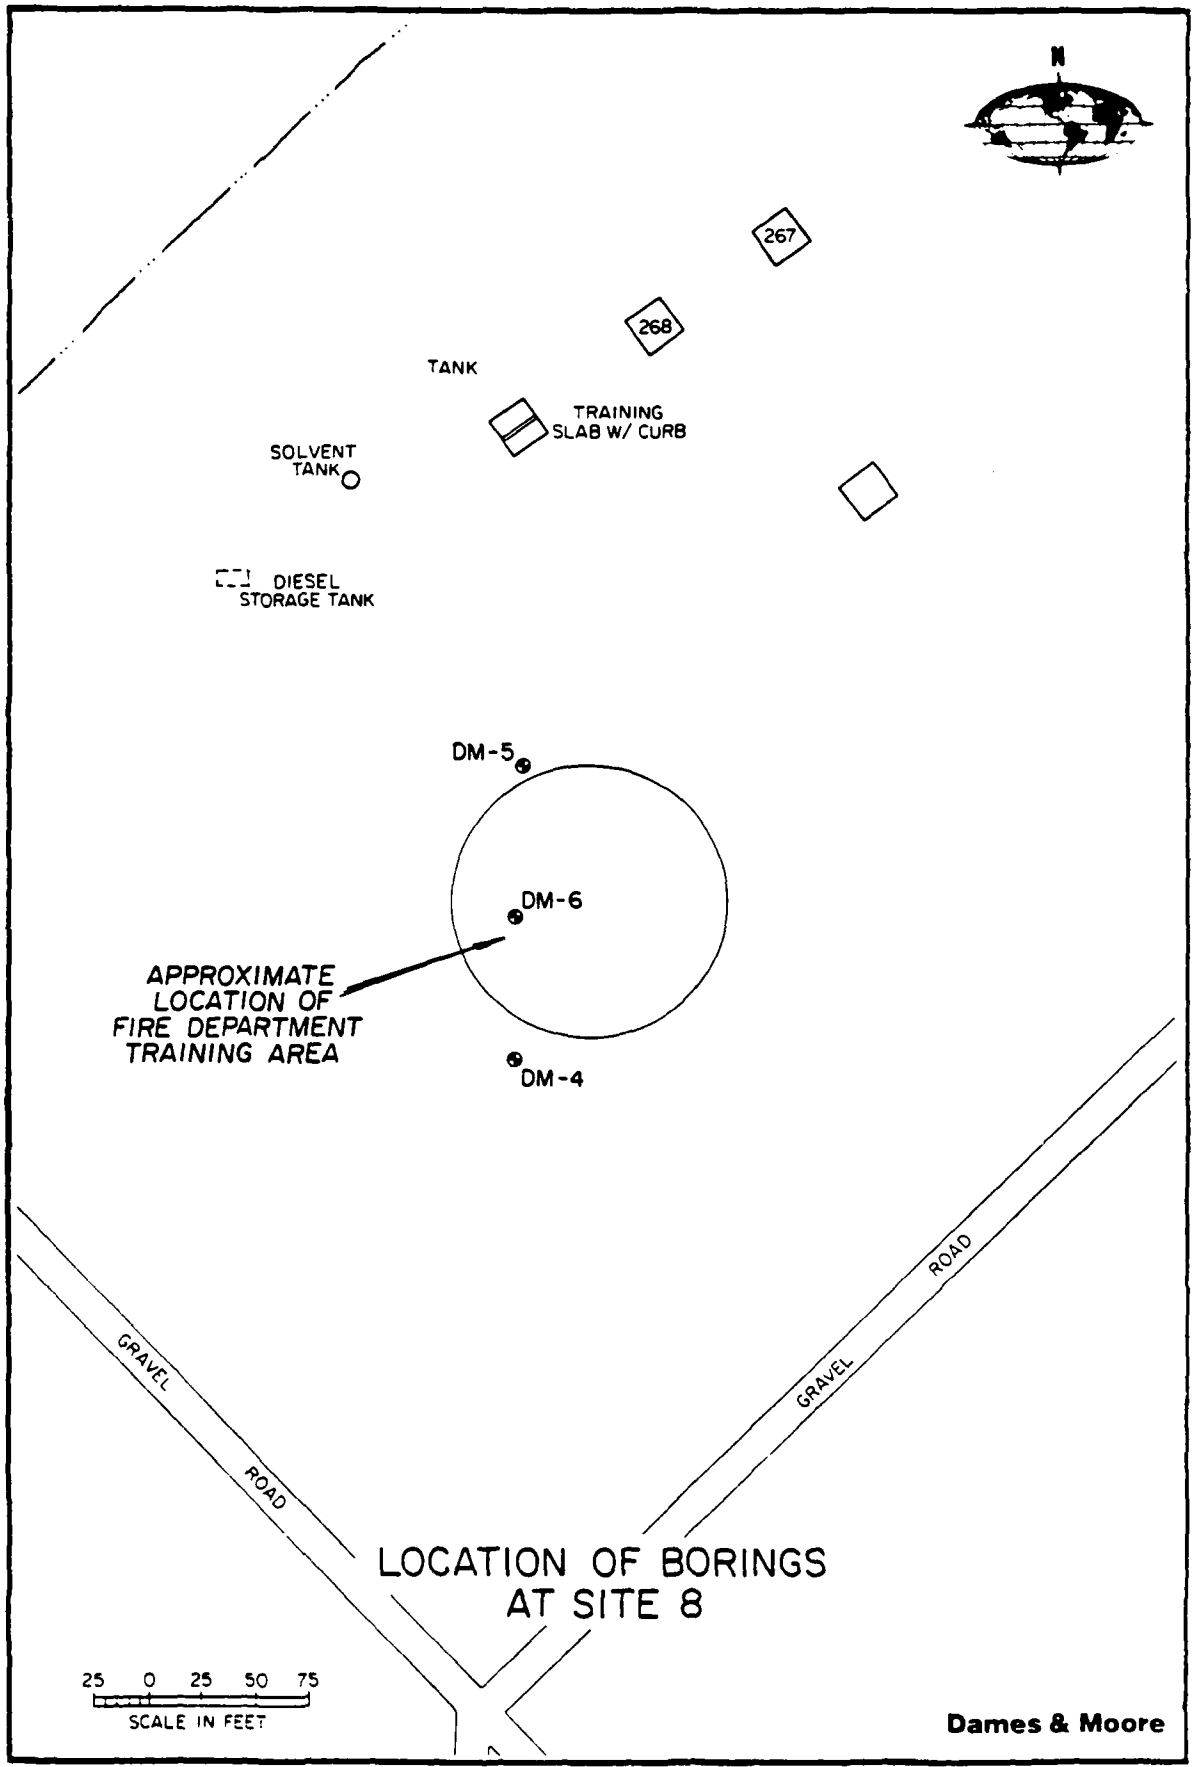 N
267
268
TANK
TRAINING
SLAB W/ CURB
SOLVENT
TANK
DIESEL
STORAGE TANK
DM-5
DM-6
APPROXIMATE
LOCATION OF
FIRE DEPARTMENT
TRAINING AREA
DM-4
GRAVEL ROAD
GRAVEL ROAD
LOCATION OF BORINGS
AT SITE 8
25 0 25 50 75
SCALE IN FEET
Dames & Moore